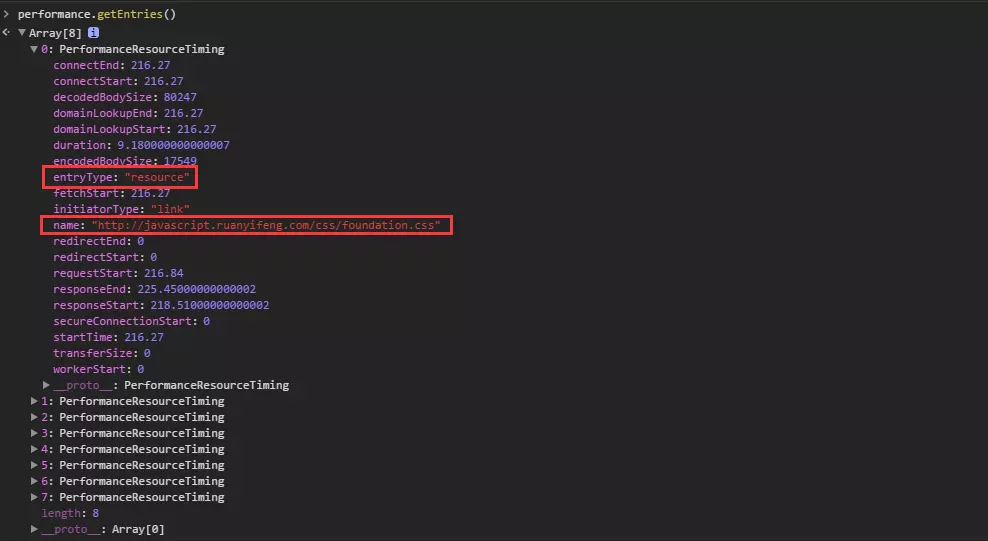 performance.getEntries()
Array[8] i
0: PerformanceResourceTiming
connectEnd: 216.27
connectStart: 216.27
decodedBodySize: 80247
domainLookupEnd: 216.27
domainLookupStart: 216.27
duration: 9.180000000000007
encodedBodySize: 17549
entryType: "resource"
fetchStart: 216.27
initiatorType: "link"
name: "http://javascript.ruanyifeng.com/css/foundation.css"
redirectEnd: 0
redirectStart: 0
requestStart: 216.84
responseEnd: 225.45000000000002
responseStart: 218.51000000000002
secureConnectionStart: 0
startTime: 216.27
transferSize: 0
workerStart: 0
__proto__: PerformanceResourceTiming
1: PerformanceResourceTiming
2: PerformanceResourceTiming
3: PerformanceResourceTiming
4: PerformanceResourceTiming
5: PerformanceResourceTiming
6: PerformanceResourceTiming
7: PerformanceResourceTiming
length: 8
__proto__: Array[0]